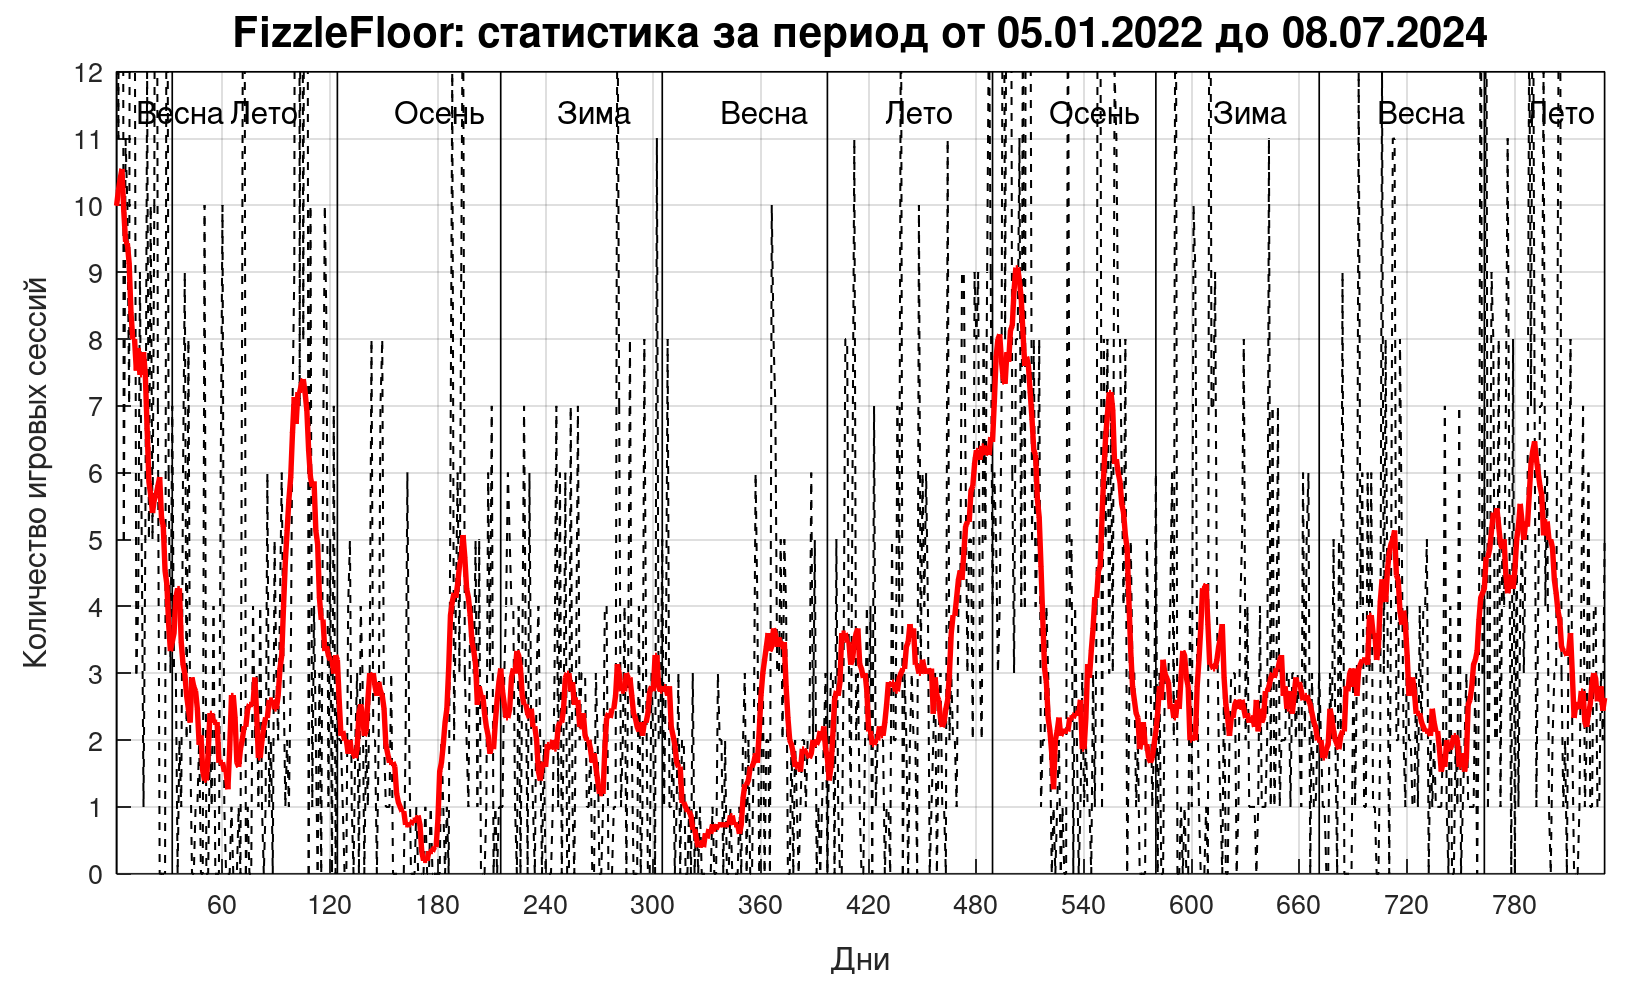 FizzleFloor: статистика за период от 05.01.2022 до 08.07.2024
12
Весна Лето Осень Зима Весна Лето Осень Зима Весна Лето
11
10
9
8
7
6
5
4
3
2
1
0
Количество игровых сессий
60 120 180 240 300 360 420 480 540 600 660 720 780
Дни